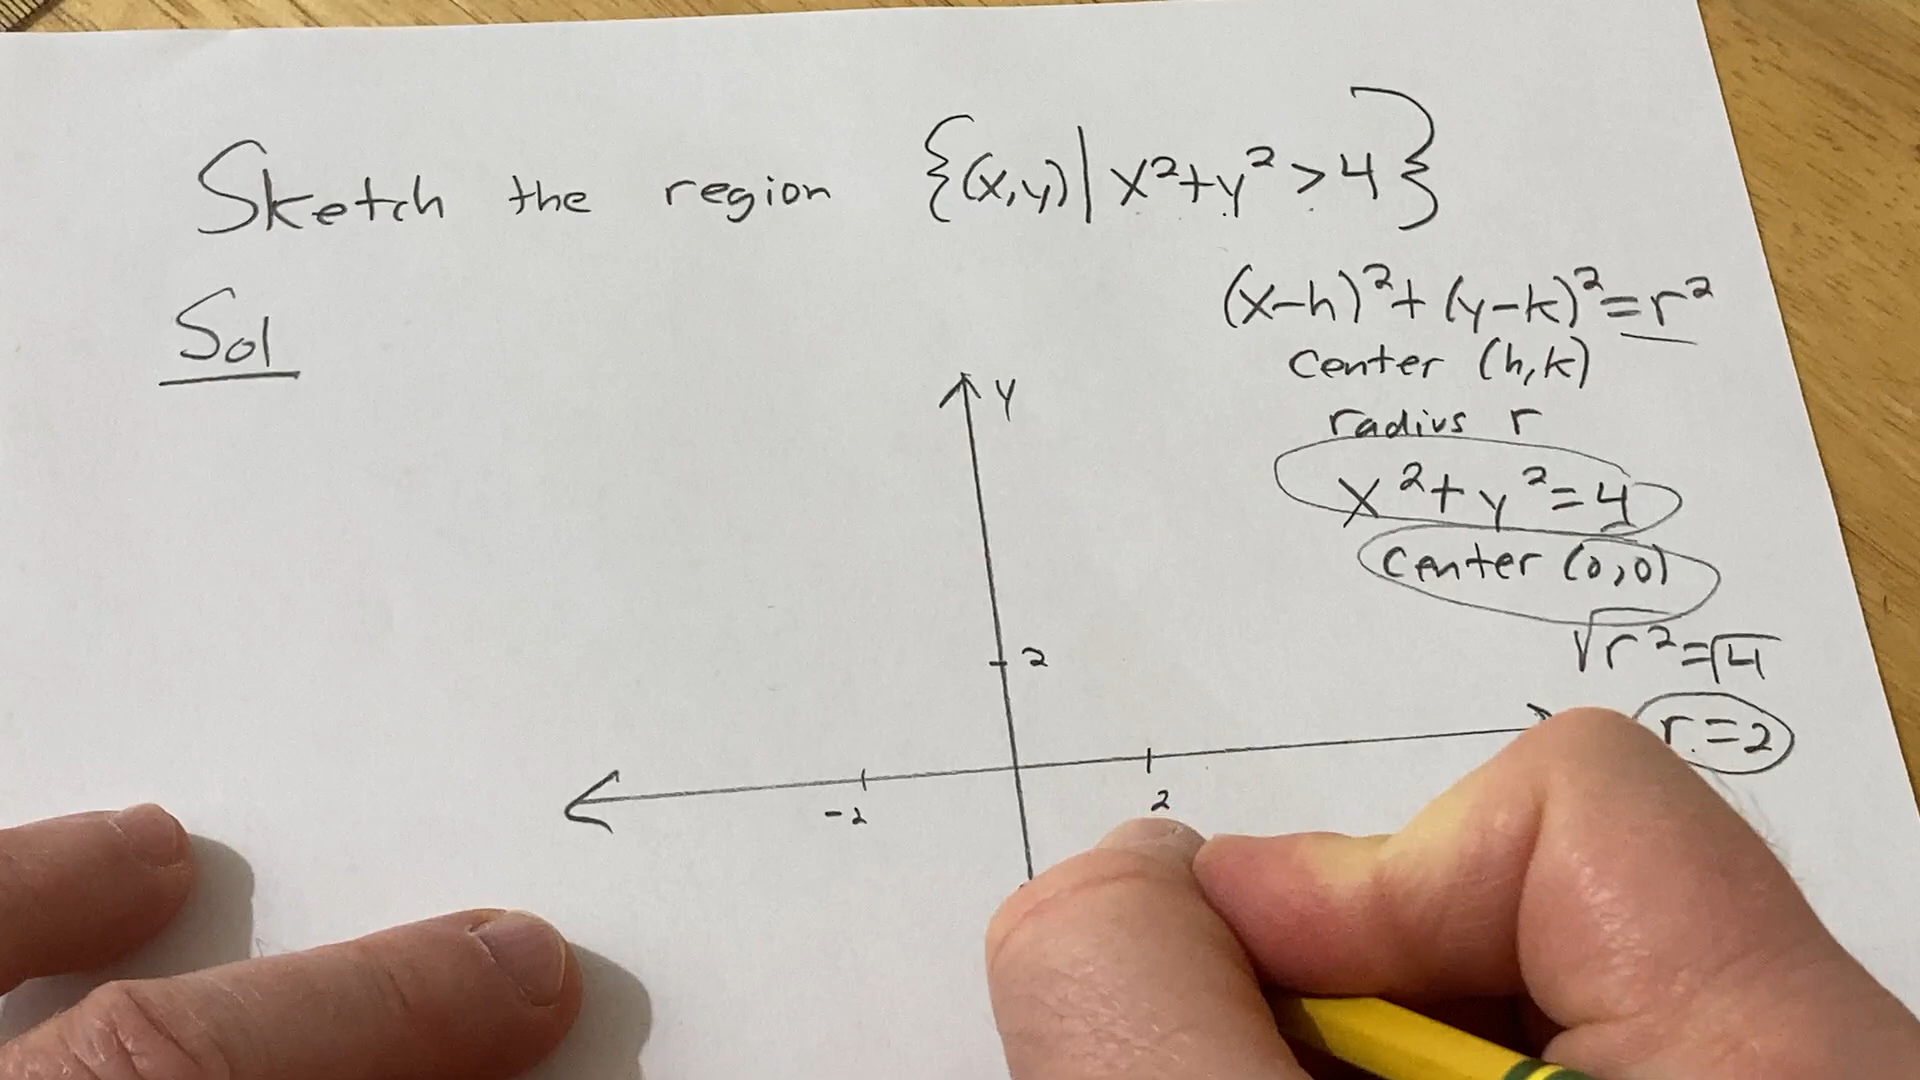 Sketch the region {(x,y)|x²+y²>4}
Sol
(x-h)²+(y-k)²=r²
center (h,k)
radius r
x²+y²=4
center (0,0)
√r²=√4
r=2
y
2
-2
2